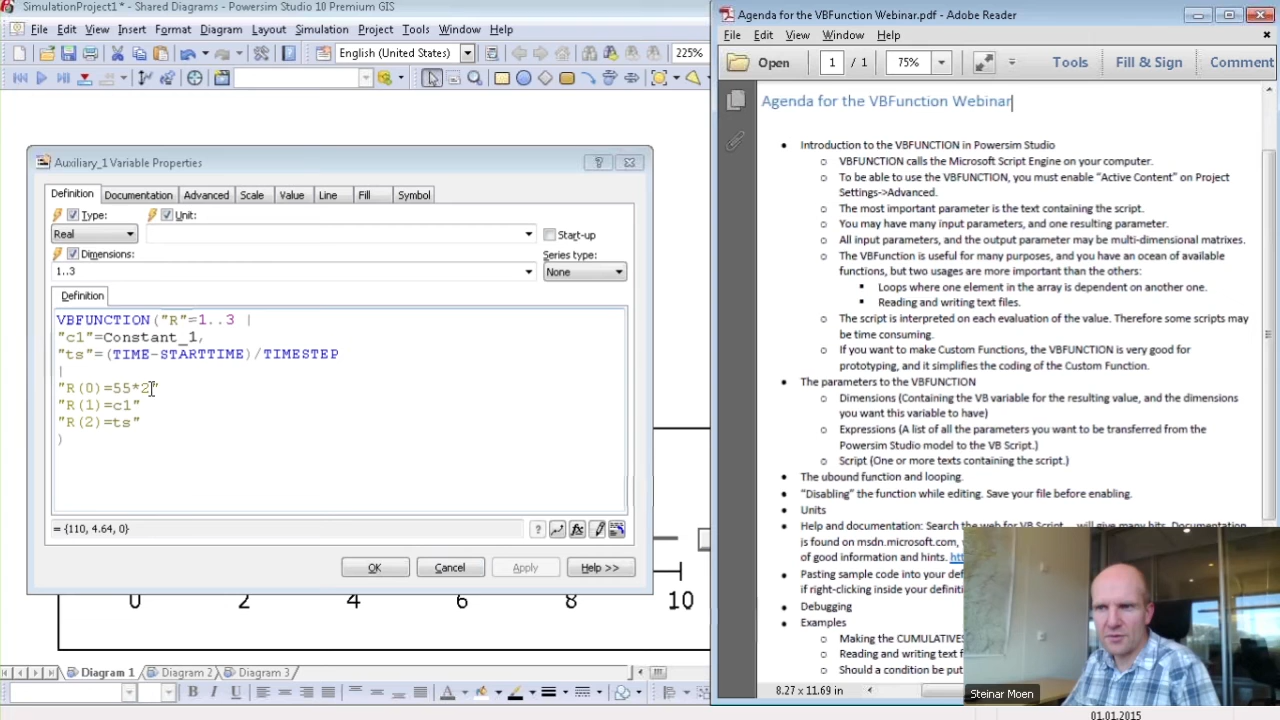 SimulationProject1 * - Shared Diagrams - Powersim Studio 10 Premium GIS
File Edit View Insert Format Diagram Layout Simulation Project Tools Window Help
English (United States)
225%
Auxiliary_1 Variable Properties
Definition Documentation Advanced Scale Value Line Fill Symbol
Type: Unit:
Real
Start-up
Dimensions:
Series type:
1..3
None
Definition
VBFUNCTION("R"=1..3 |
"c1"=Constant_1,
"ts"=(TIME-STARTTIME)/TIMESTEP
|
"R(0)=55*2"
"R(1)=c1"
"R(2)=ts"
)
= {110, 4.64, 0}
OK Cancel Apply Help >>
0 2 4 6 8 10
Diagram 1 Diagram 2 Diagram 3
Agenda for the VBFunction Webinar.pdf - Adobe Reader
File Edit View Window Help
Open 1 / 1 75% Tools Fill & Sign Comment
Agenda for the VBFunction Webinar
• Introduction to the VBFUNCTION in Powersim Studio
o VBFUNCTION calls the Microsoft Script Engine on your computer.
o To be able to use the VBFUNCTION, you must enable "Active Content" on Project
Settings->Advanced.
o The most important parameter is the text containing the script.
o You may have many input parameters, and one resulting parameter.
o All input parameters, and the output parameter may be multi-dimensional matrixes.
o The VBFunction is useful for many purposes, and you have an ocean of available
functions, but two usages are more important than the others:
▪ Loops where one element in the array is dependent on another one.
▪ Reading and writing text files.
o The script is interpreted on each evaluation of the value. Therefore some scripts may
be time consuming.
o If you want to make Custom Functions, the VBFUNCTION is very good for
prototyping, and it simplifies the coding of the Custom Function.
• The parameters to the VBFUNCTION
o Dimensions (Containing the VB variable for the resulting value, and the dimensions
you want this variable to have)
o Expressions (A list of all the parameters you want to be transferred from the
Powersim Studio model to the VB Script.)
o Script (One or more texts containing the script.)
• The ubound function and looping.
• "Disabling" the function while editing. Save your file before enabling.
• Units
• Help and documentation: Search the web for VB Script... will give many hits. Documentation
is found on msdn.microsoft.com,
of good information and hints.
• Pasting sample code into your
if right-clicking inside your
• Debugging
• Examples
o Making the
o Reading and writing text
o Should a condition be put
8.27 x 11.69 in
Steinar Moen
01.01.2015